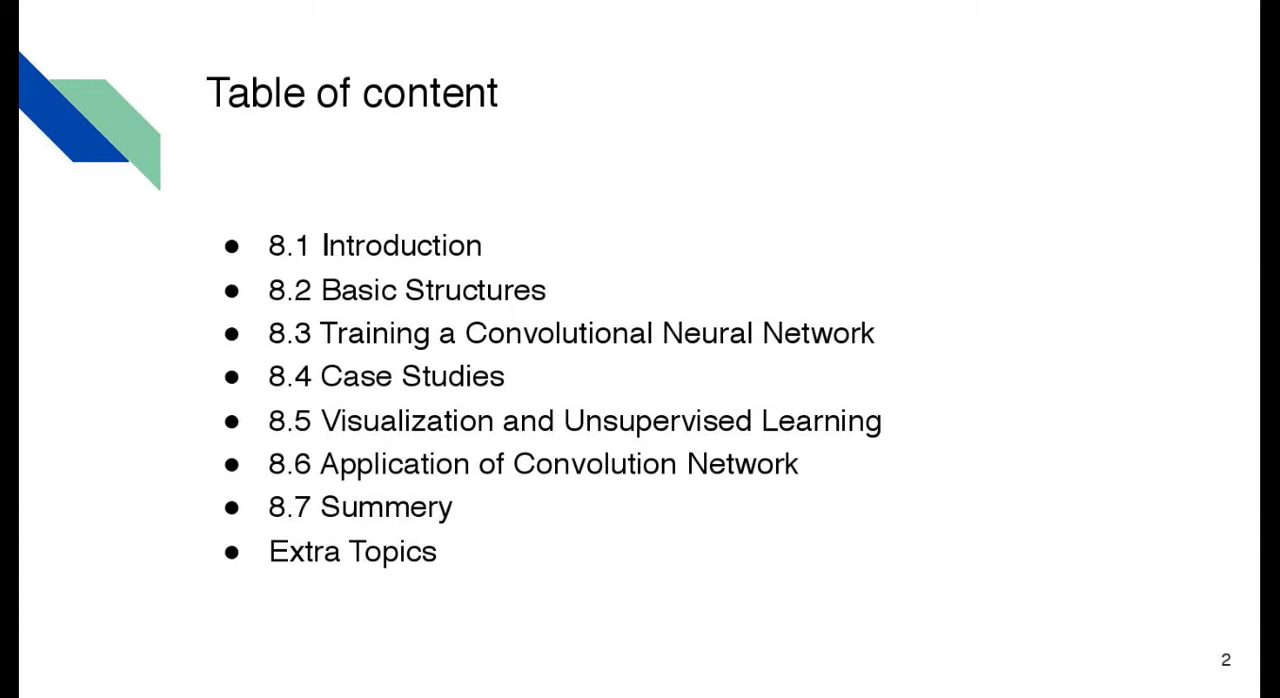 Table of content
● 8.1 Introduction
● 8.2 Basic Structures
● 8.3 Training a Convolutional Neural Network
● 8.4 Case Studies
● 8.5 Visualization and Unsupervised Learning
● 8.6 Application of Convolution Network
● 8.7 Summery
● Extra Topics
2